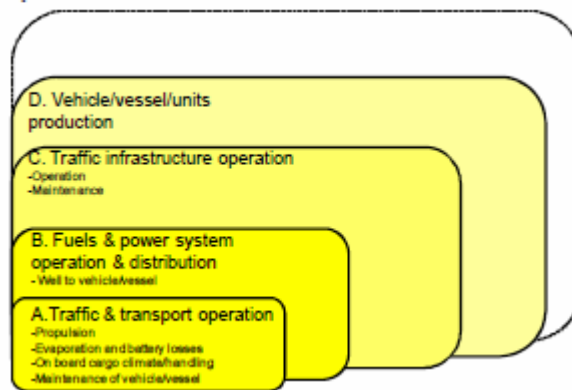 D. Vehicle/vessel/units
production
C. Traffic infrastructure operation
-Operation
-Maintenance
B. Fuels & power system
operation & distribution
- Well to vehicle/vessel
A.Traffic & transport operation
-Propulsion
-Evaporation and battery losses
-On board cargo climate/handling
-Maintenance of vehicle/vessel